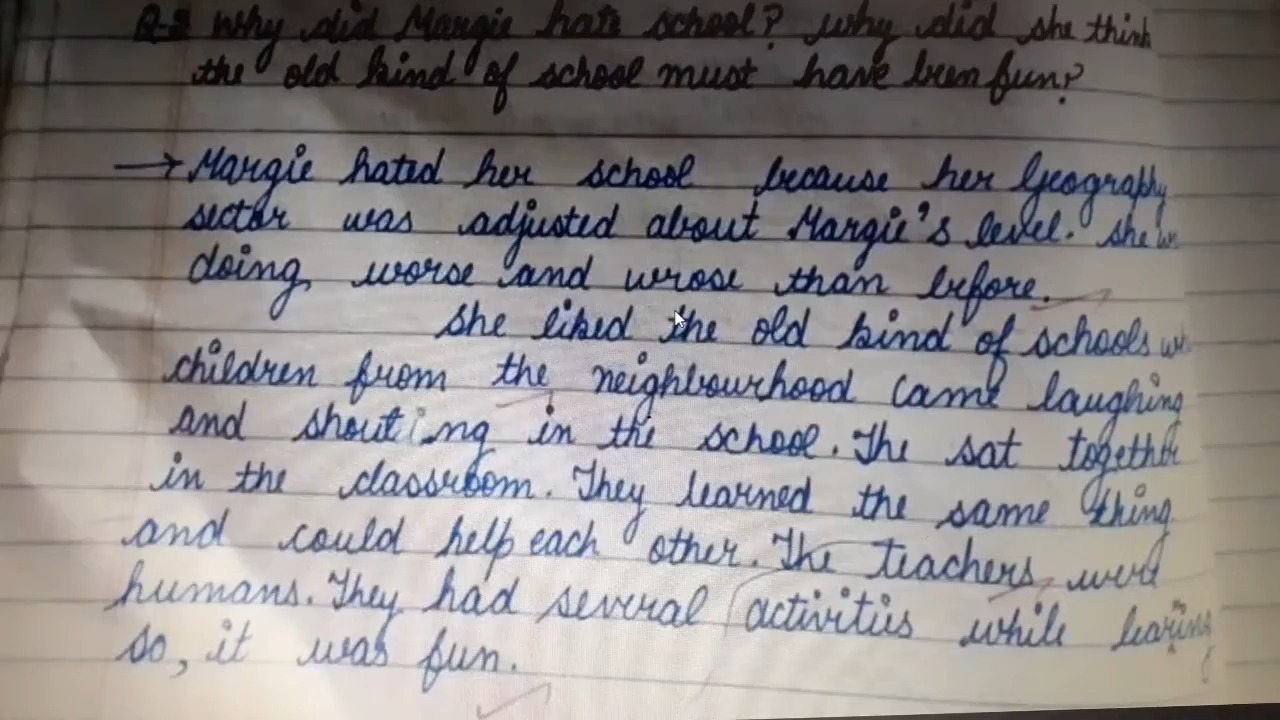 Q-2 Why did Margie hate school? why did she think
the old kind of school must have been fun?
→ Margie hated her school because her Geography
sector was adjusted about Margie's level. She
doing worse and wrose than before.
She liked the old kind of schools
children from the neighbourhood came laughing
and shouting in the school. The sat together
in the classroom. They learned the same thing
and could help each other. The teachers were
humans. They had several activities while
so, it was fun.